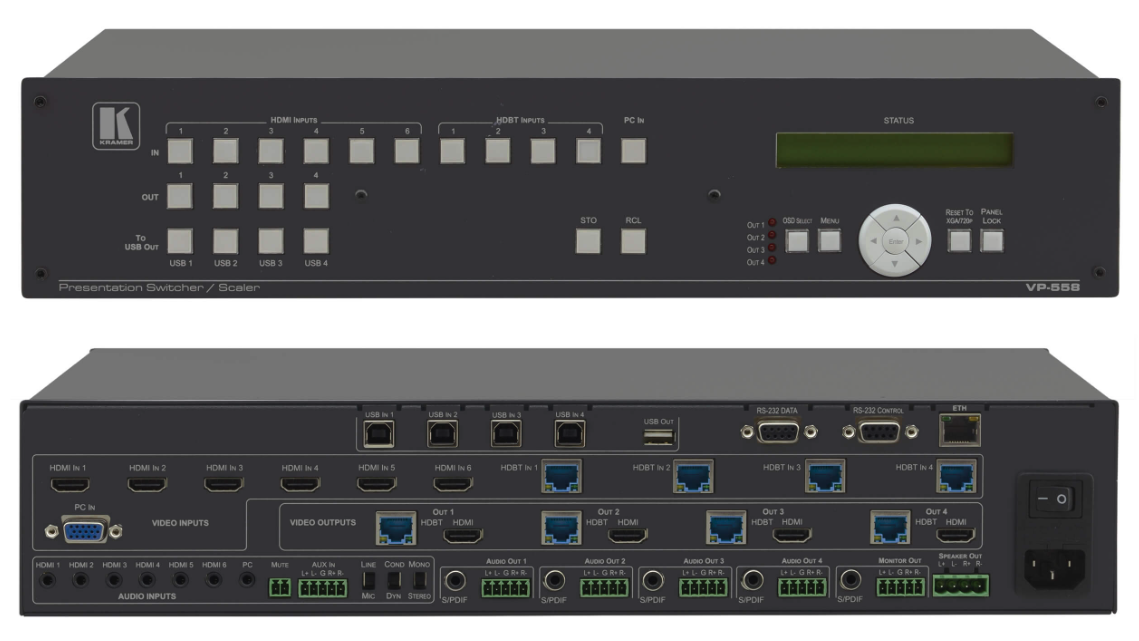 K
KRAMER
HDMI INPUTS
HDBT INPUTS
PC IN
STATUS
1 2 3 4 5 6 1 2 3 4
IN
1 2 3 4
OUT
STO RCL
TO
USB OUT
USB 1 USB 2 USB 3 USB 4
OUT 1
OUT 2
OUT 3
OUT 4
OSD SELECT
MENU
Enter
RESET TO
XGA/720P
PANEL
LOCK
Presentation Switcher / Scaler
VP-558
USB IN 1 USB IN 2 USB IN 3 USB IN 4
USB OUT
RS-232 DATA
RS-232 CONTROL
ETH
HDMI IN 1 HDMI IN 2 HDMI IN 3 HDMI IN 4 HDMI IN 5 HDMI IN 6 HDBT IN 1 HDBT IN 2 HDBT IN 3 HDBT IN 4
PC IN
VIDEO INPUTS
VIDEO OUTPUTS
OUT 1 OUT 2 OUT 3 OUT 4
HDBT HDMI HDBT HDMI HDBT HDMI HDBT HDMI
HDMI 1 HDMI 2 HDMI 3 HDMI 4 HDMI 5 HDMI 6 PC MUTE AUX IN
L+ L- G R+ R-
LINE COND MONO
MIC DYN STEREO
AUDIO INPUTS
AUDIO OUT 1 AUDIO OUT 2 AUDIO OUT 3 AUDIO OUT 4 MONITOR OUT SPEAKER OUT
L+ L- G R+ R- L+ L- G R+ R- L+ L- G R+ R- L+ L- G R+ R- L+ L- G R+ R- L+ L- R+ R-
S/PDIF S/PDIF S/PDIF S/PDIF S/PDIF